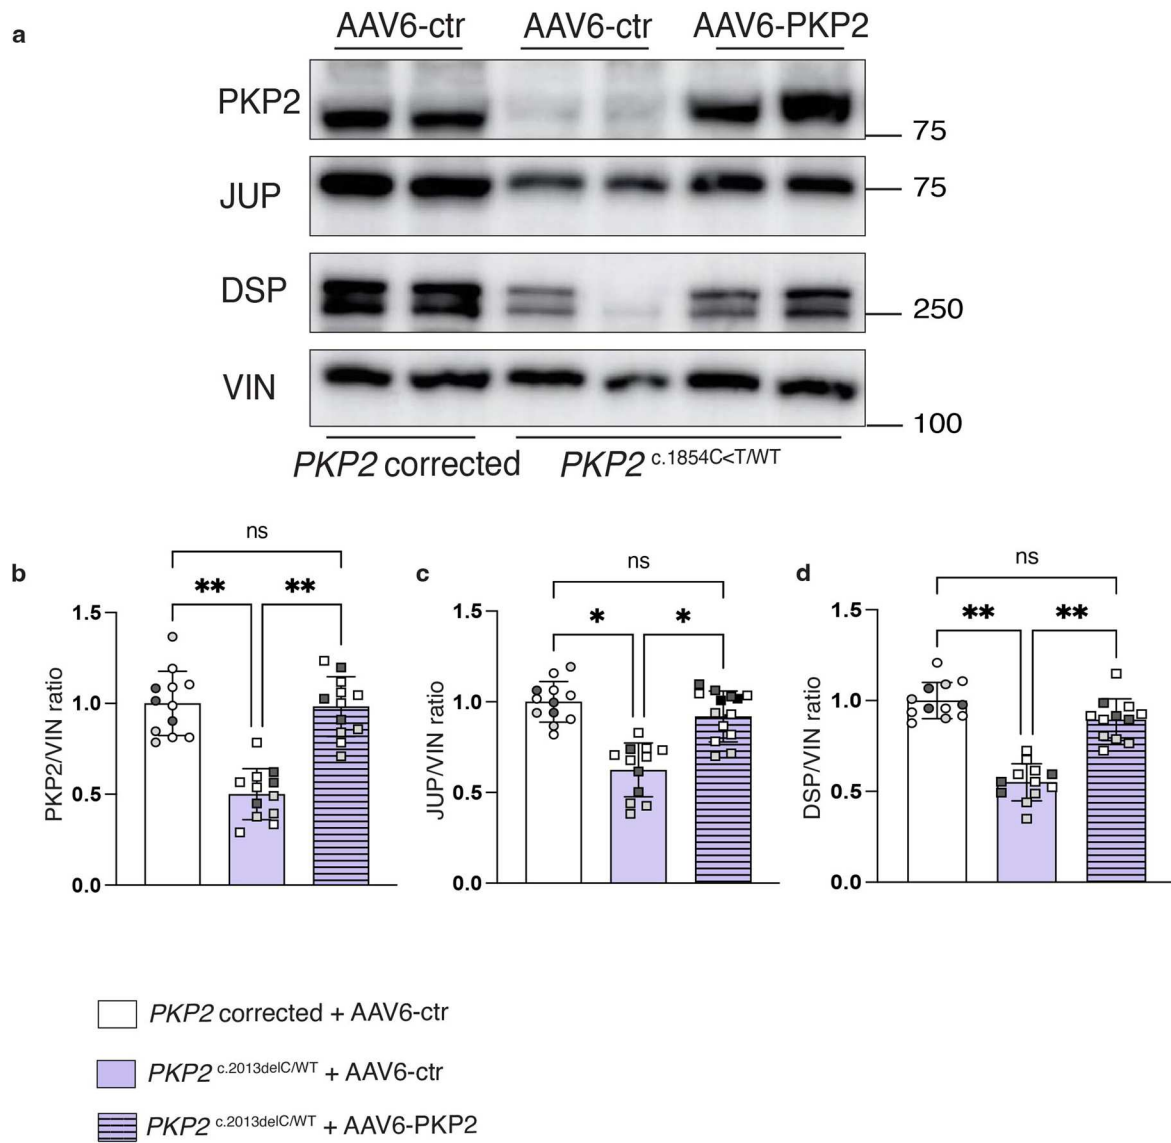 a
AAV6-ctr AAV6-ctr AAV6-PKP2
PKP2
75
JUP
75
DSP
250
VIN
100
PKP2 corrected PKP2 c.1854C<T/WT
b
ns
** **
PKP2/VIN ratio
1.5
1.0
0.5
0.0
c
ns
* *
JUP/VIN ratio
1.5
1.0
0.5
0.0
d
ns
** **
DSP/VIN ratio
1.5
1.0
0.5
0.0
PKP2 corrected + AAV6-ctr
PKP2 c.2013delC/WT + AAV6-ctr
PKP2 c.2013delC/WT + AAV6-PKP2